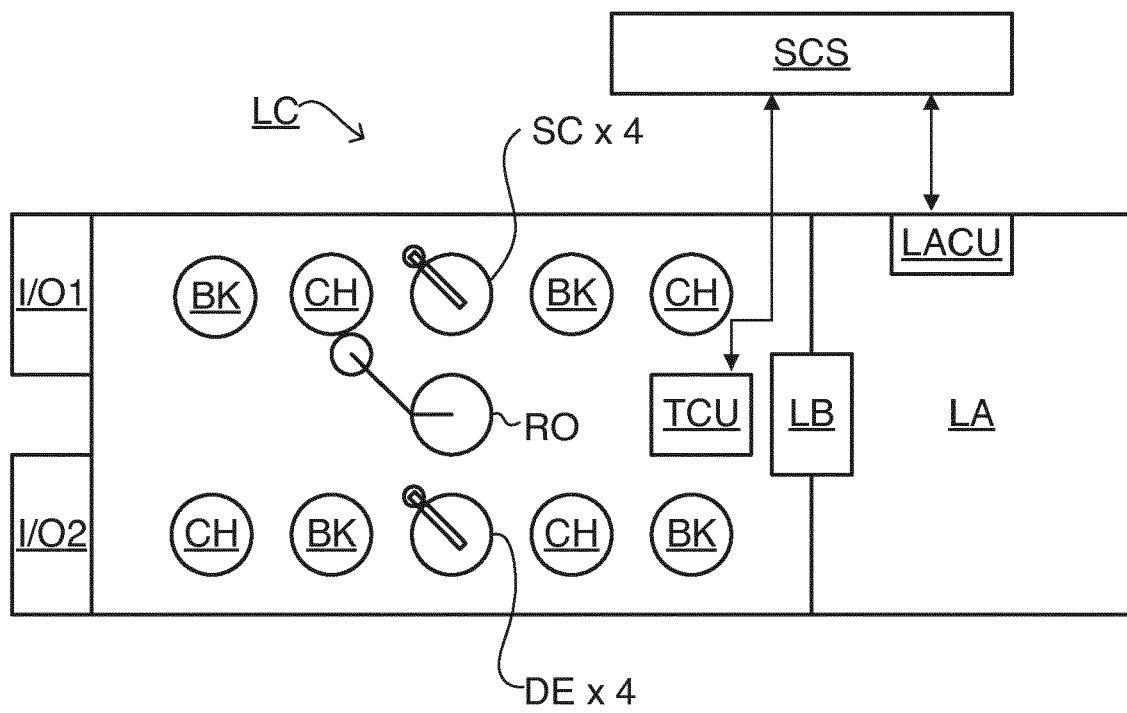 SCS
LC
SC x 4
I/O1
BK
CH
BK
CH
LACU
RO
TCU
LB
LA
I/O2
CH
BK
CH
BK
DE x 4